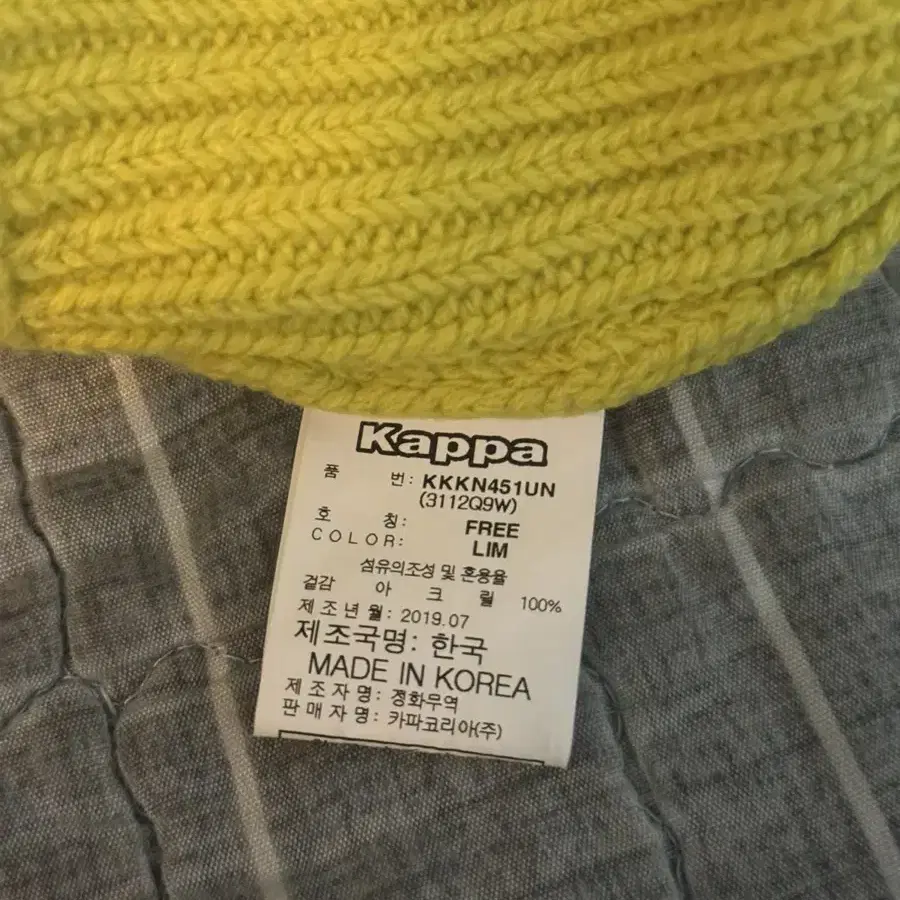 Kappa
품 번: KKKN451UN
(3112Q9W)
호 칭: FREE
COLOR: LIM
섬유의조성 및 혼용율
겉감 아 크 릴 100%
제조년월: 2019.07
제조국명: 한국
MADE IN KOREA
제조자명: 정화무역
판매자명: 카파코리아(주)